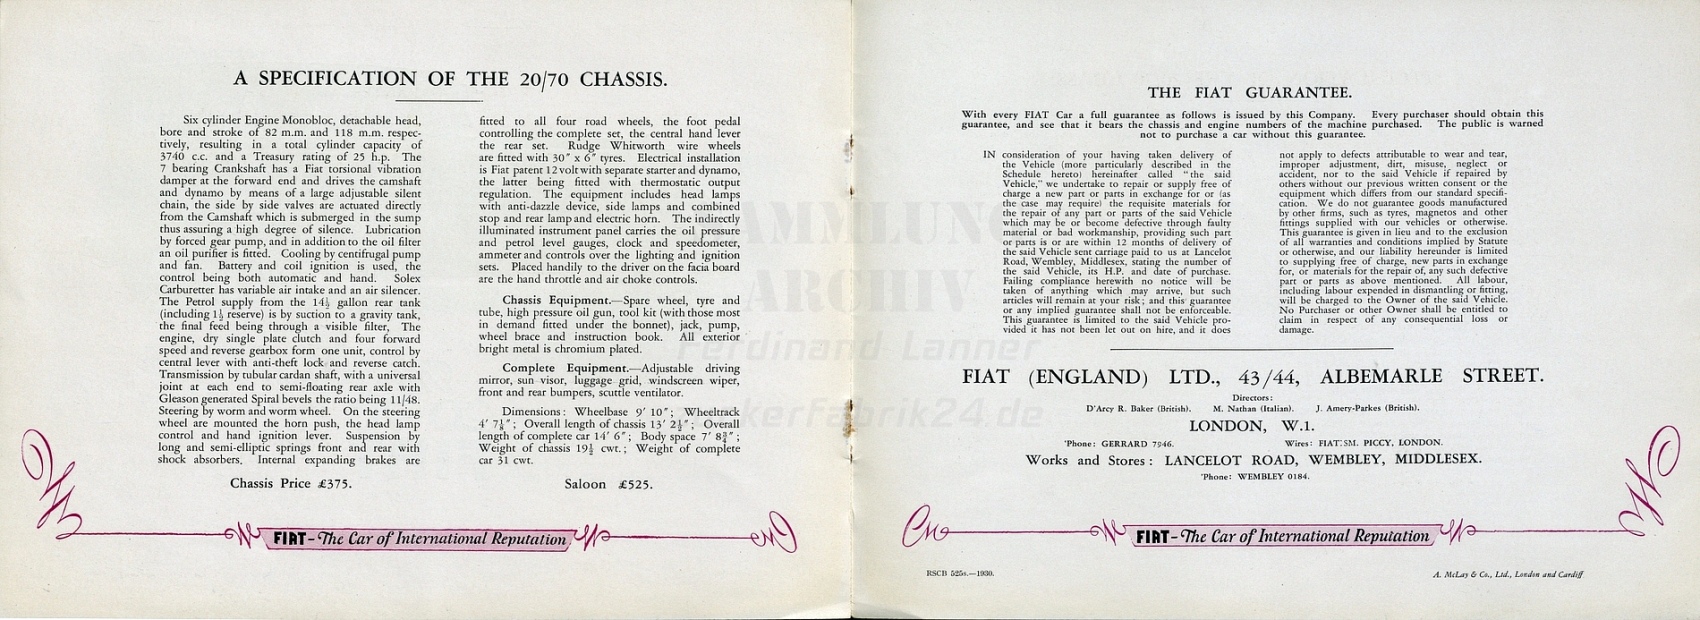 A SPECIFICATION OF THE 20/70 CHASSIS.
Six cylinder Engine Monobloc, detachable head,
bore and stroke of 82 m.m. and 118 m.m. respec-
tively, resulting in a total cylinder capacity of
3740 c.c. and a Treasury rating of 25 h.p. The
7 bearing Crankshaft has a Fiat torsional vibration
damper at the forward end and drives the camshaft
and dynamo by means of a large adjustable silent
chain, the side by side valves are actuated directly
from the Camshaft which is submerged in the sump
thus assuring a high degree of silence. Lubrication
by forced gear pump, and in addition to the oil filter
an oil purifier is fitted. Cooling by centrifugal pump
and fan. Battery and coil ignition is used, the
control being both automatic and hand. Solex
Carburetter has variable air intake and an air silencer.
The Petrol supply from the 14½ gallon rear tank
(including 1½ reserve) is by suction to a gravity tank,
the final feed being through a visible filter, The
engine, dry single plate clutch and four forward
speed and reverse gearbox form one unit, control by
central lever with anti-theft lock and reverse catch.
Transmission by tubular cardan shaft, with a universal
joint at each end to semi-floating rear axle with
Gleason generated Spiral bevels the ratio being 11/48.
Steering by worm and worm wheel. On the steering
wheel are mounted the horn push, the head lamp
control and hand ignition lever. Suspension by
long and semi-elliptic springs front and rear with
shock absorbers. Internal expanding brakes are
Chassis Price £375.
fitted to all four road wheels, the foot pedal
controlling the complete set, the central hand lever
the rear set. Rudge Whitworth wire wheels
are fitted with 30" x 6" tyres. Electrical installation
is Fiat patent 12 volt with separate starter and dynamo,
the latter being fitted with thermostatic output
regulation. The equipment includes head lamps
with anti-dazzle device, side lamps and combined
stop and rear lamp and electric horn. The indirectly
illuminated instrument panel carries the oil pressure
and petrol level gauges, clock and speedometer,
ammeter and controls over the lighting and ignition
sets. Placed handily to the driver on the facia board
are the hand throttle and air choke controls.
Chassis Equipment.—Spare wheel, tyre and
tube, high pressure oil gun, tool kit (with those most
in demand fitted under the bonnet), jack, pump,
wheel brace and instruction book. All exterior
bright metal is chromium plated.
Complete Equipment.—Adjustable driving
mirror, sun visor, luggage grid, windscreen wiper,
front and rear bumpers, scuttle ventilator.
Dimensions: Wheelbase 9' 10"; Wheeltrack
4' 7⅛"; Overall length of chassis 13' 2½"; Overall
length of complete car 14' 6"; Body space 7' 8¾";
Weight of chassis 19½ cwt.; Weight of complete
car 31 cwt.
Saloon £525.
FIAT–The Car of International Reputation
THE FIAT GUARANTEE.
With every FIAT Car a full guarantee as follows is issued by this Company. Every purchaser should obtain this
guarantee, and see that it bears the chassis and engine numbers of the machine purchased. The public is warned
not to purchase a car without this guarantee.
IN consideration of your having taken delivery of
the Vehicle (more particularly described in the
Schedule hereto) hereinafter called "the said
Vehicle," we undertake to repair or supply free of
charge a new part or parts in exchange for or (as
the case may require) the requisite materials for
the repair of any part or parts of the said Vehicle
which may be or become defective through faulty
material or bad workmanship, providing such part
or parts is or are within 12 months of delivery of
the said Vehicle sent carriage paid to us at Lancelot
Road, Wembley, Middlesex, stating the number of
the said Vehicle, its H.P. and date of purchase.
Failing compliance herewith no notice will be
taken of anything which may arrive, but such
articles will remain at your risk; and this guarantee
or any implied guarantee shall not be enforceable.
This guarantee is limited to the said Vehicle pro-
vided it has not been let out on hire, and it does
not apply to defects attributable to wear and tear,
improper adjustment, dirt, misuse, neglect or
accident, nor to the said Vehicle if repaired by
others without our previous written consent or the
equipment which differs from our standard specifi-
cation. We do not guarantee goods manufactured
by other firms, such as tyres, magnetos and other
fittings supplied with our vehicles or otherwise.
This guarantee is given in lieu and to the exclusion
of all warranties and conditions implied by Statute
or otherwise, and our liability hereunder is limited
to supplying free of charge, new parts in exchange
for, or materials for the repair of, any such defective
part or parts as above mentioned. All labour,
including labour expended in dismantling or fitting,
will be charged to the Owner of the said Vehicle.
No Purchaser or other Owner shall be entitled to
claim in respect of any consequential loss or
damage.
FIAT (ENGLAND) LTD., 43/44, ALBEMARLE STREET.
Directors:
D'Arcy R. Baker (British). M. Nathan (Italian). J. Amery-Parkes (British).
LONDON, W.1.
'Phone: GERRARD 7946. Wires: FIATISM. PICCY, LONDON.
Works and Stores: LANCELOT ROAD, WEMBLEY, MIDDLESEX.
'Phone: WEMBLEY 0184.
FIAT–The Car of International Reputation
RSCB 525a.—1930.
A. McLay & Co., Ltd., London and Cardiff
AMMLUNG
ARCHIV
Ferdinand Lanner
kerfabrik24.de